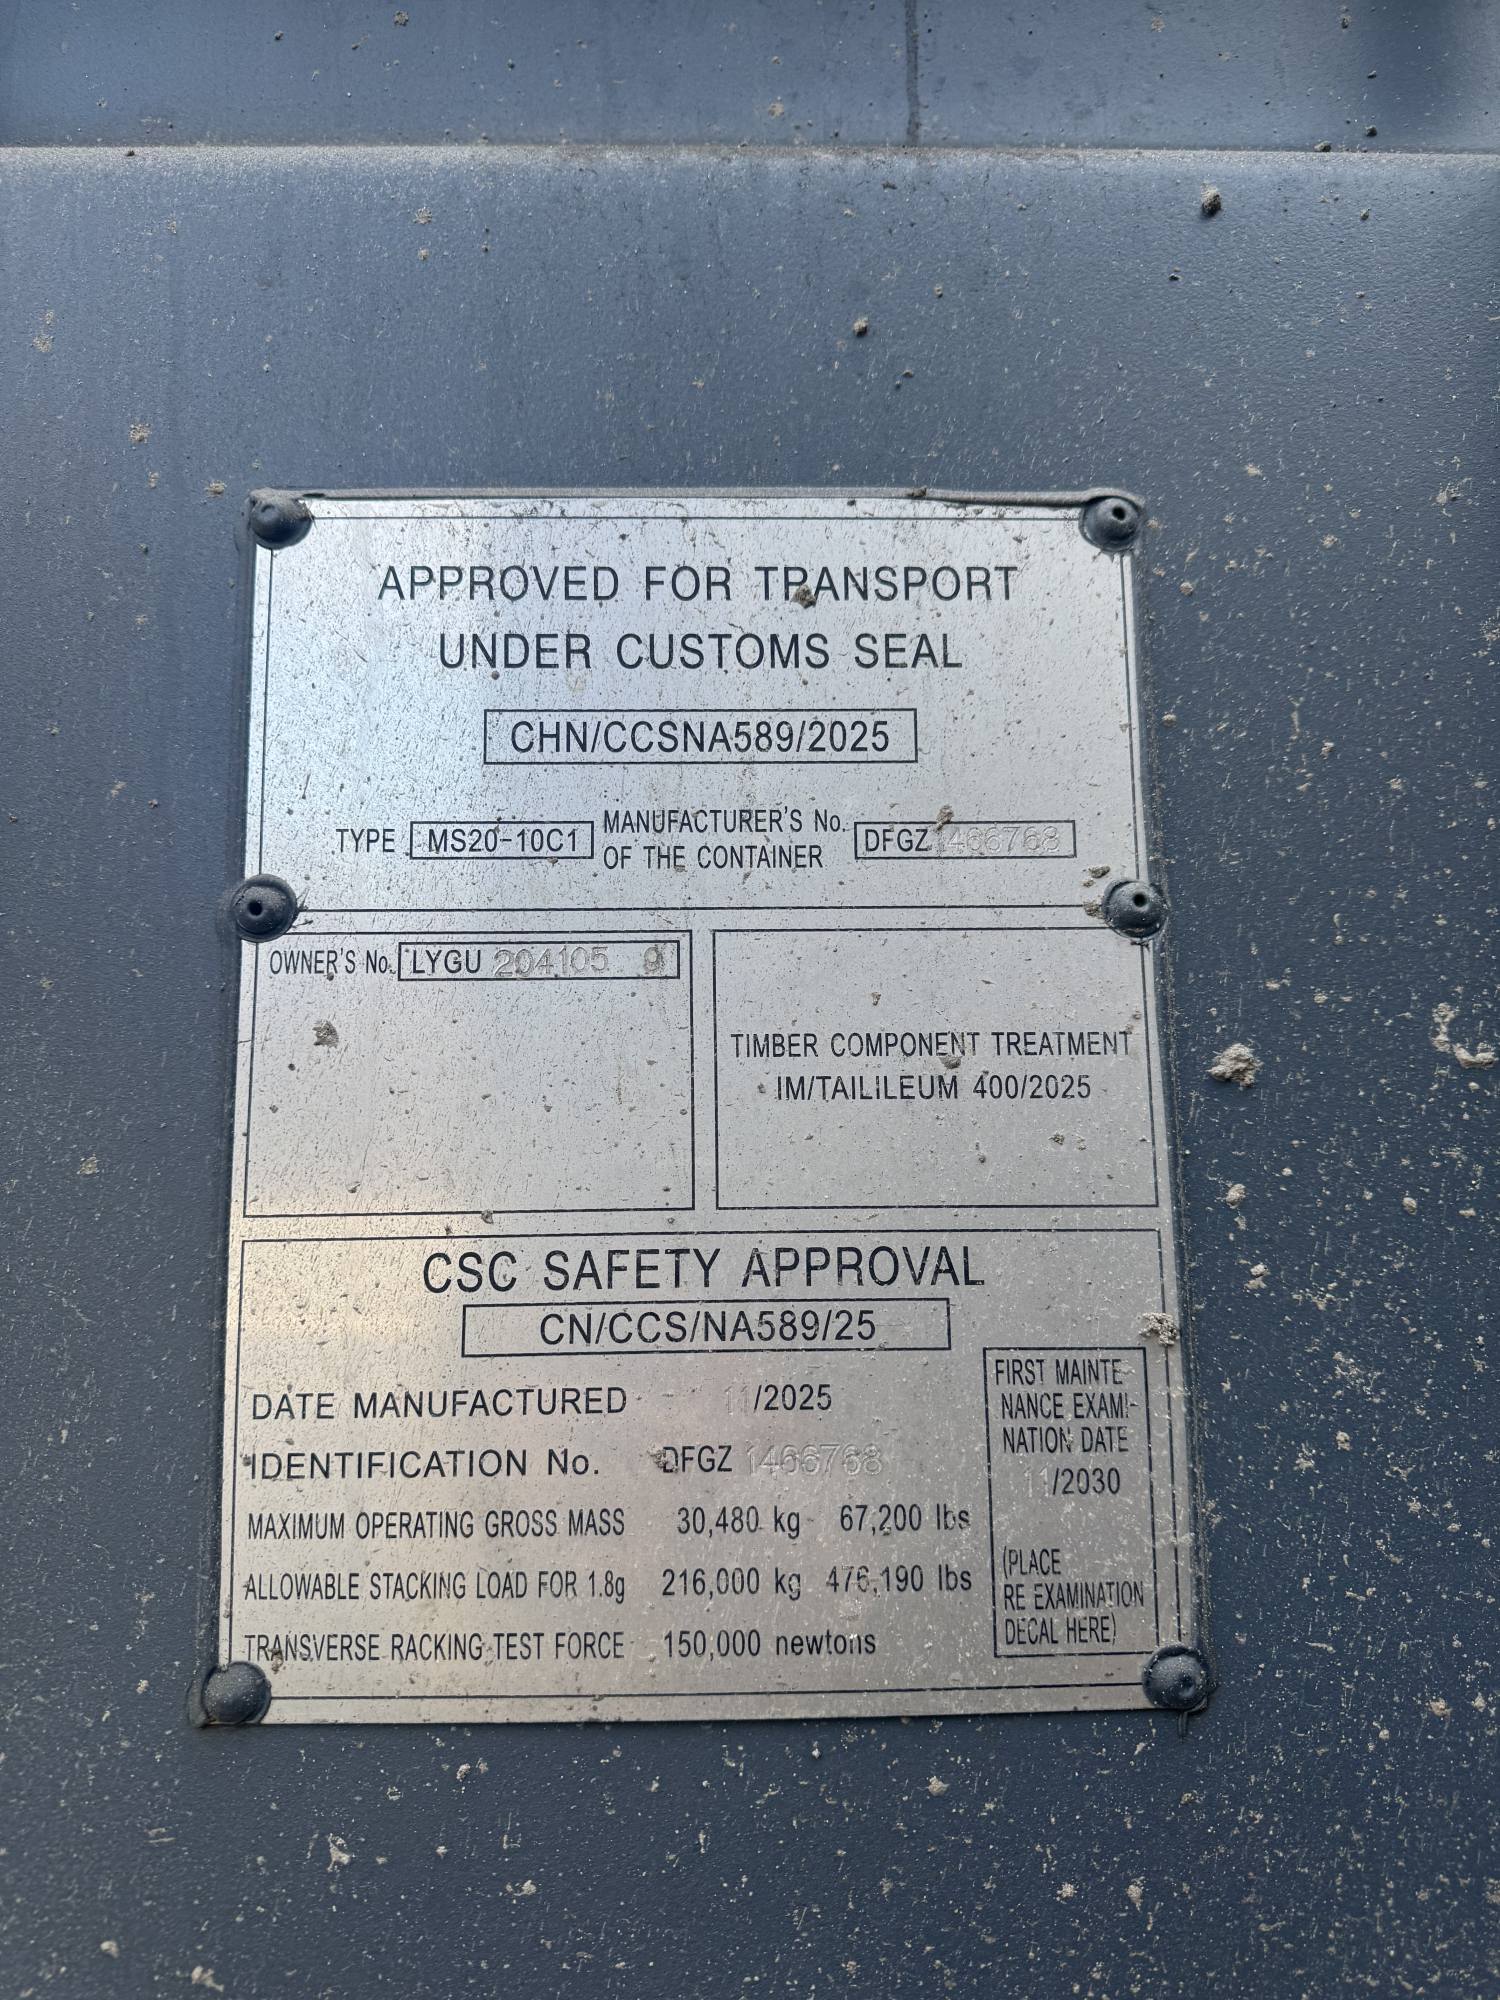 APPROVED FOR TRANSPORT
UNDER CUSTOMS SEAL
CHN/CCSNA589/2025
TYPE MS20-10C1 MANUFACTURER'S No. OF THE CONTAINER DFGZ 1466768
OWNER'S No. LYGU 204105 9
TIMBER COMPONENT TREATMENT
IM/TAILILEUM 400/2025
CSC SAFETY APPROVAL
CN/CCS/NA589/25
DATE MANUFACTURED 11/2025
IDENTIFICATION No. DFGZ 1466768
MAXIMUM OPERATING GROSS MASS 30,480 kg 67,200 lbs
ALLOWABLE STACKING LOAD FOR 1.8g 216,000 kg 476,190 lbs
TRANSVERSE RACKING TEST FORCE 150,000 newtons
FIRST MAINTE-
NANCE EXAMI-
NATION DATE
11/2030
(PLACE
RE EXAMINATION
DECAL HERE)